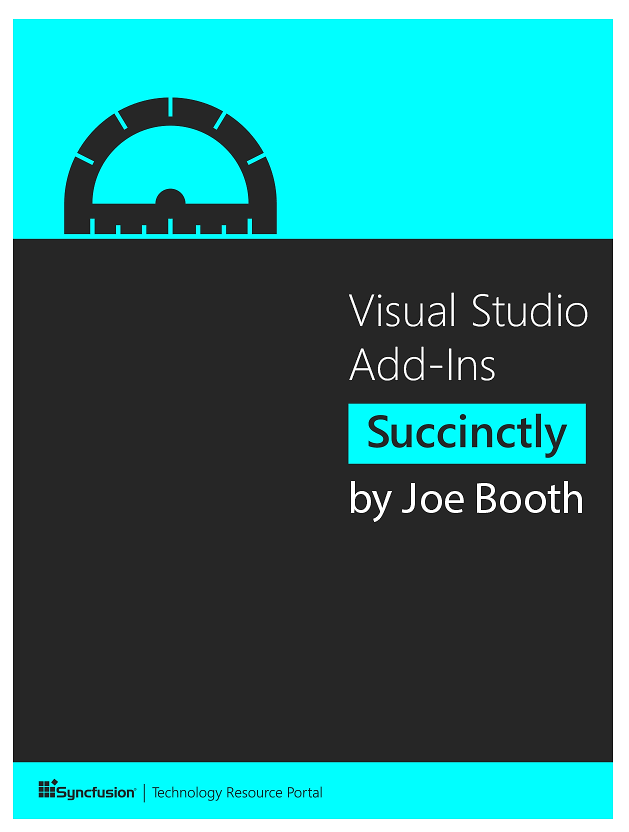 Visual Studio
Add-Ins
Succinctly
by Joe Booth
Syncfusion | Technology Resource Portal